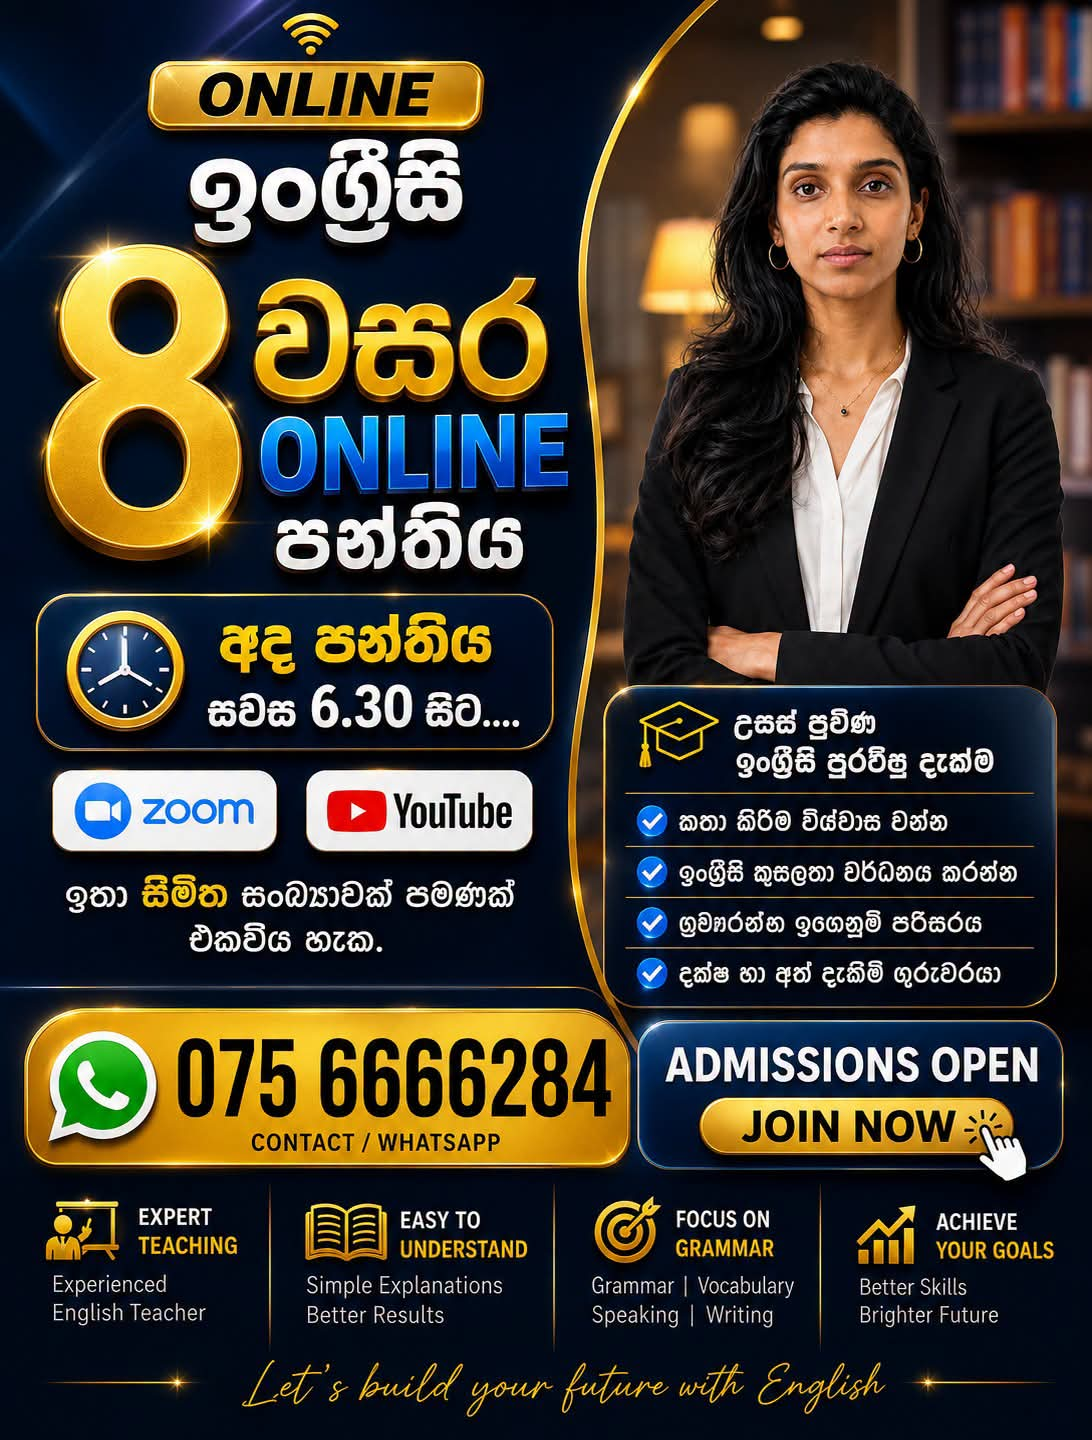 ONLINE
ඉංග්‍රීසි
8 වසර
ONLINE
පන්තිය
අද පන්තිය
සවස 6.30 සිට....
zoom
YouTube
ඉතා සීමිත සංඛ්‍යාවක් පමණක්
එකවිය හැක.
උසස්
ඉංග්‍රීසි දැක්ම
කතා කිරීම වන්න
ඉංග්‍රීසි කුසලතා වර්ධනය කරන්න
පරිසරය
දක්ෂ හා අත් දැකිමි ගුරුවරයා
075 6666284
CONTACT / WHATSAPP
ADMISSIONS OPEN
JOIN NOW
EXPERT
TEACHING
Experienced
English Teacher
EASY TO
UNDERSTAND
Simple Explanations
Better Results
FOCUS ON
GRAMMAR
Grammar | Vocabulary
Speaking | Writing
ACHIEVE
YOUR GOALS
Better Skills
Brighter Future
Let's build your future with English